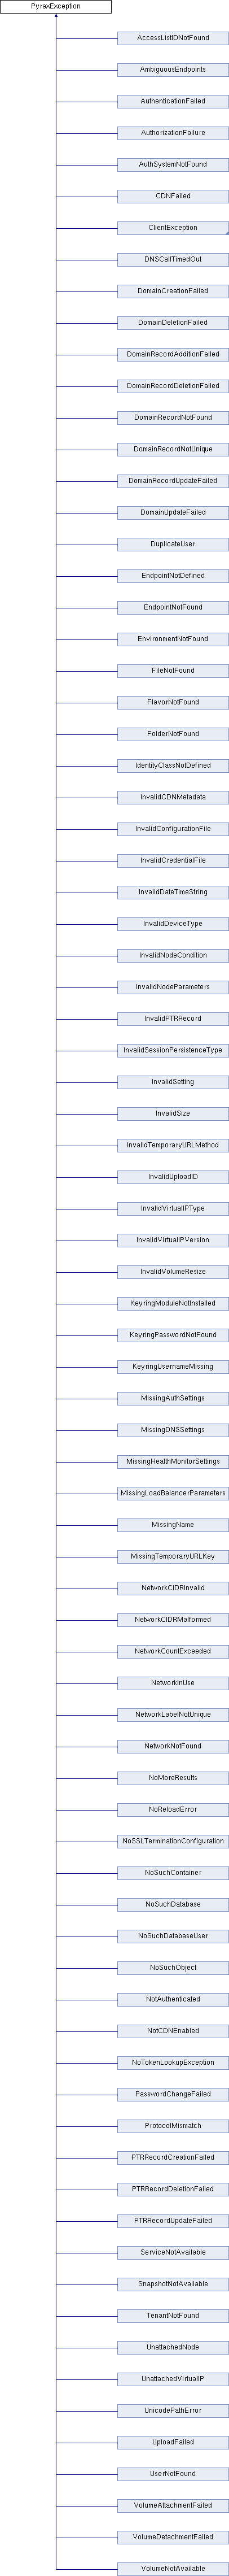 PyraxException
AccessListIDNotFound
AmbiguousEndpoints
AuthenticationFailed
AuthorizationFailure
AuthSystemNotFound
CDNFailed
ClientException
DNSCallTimedOut
DomainCreationFailed
DomainDeletionFailed
DomainRecordAdditionFailed
DomainRecordDeletionFailed
DomainRecordNotFound
DomainRecordNotUnique
DomainRecordUpdateFailed
DomainUpdateFailed
DuplicateUser
EndpointNotDefined
EndpointNotFound
EnvironmentNotFound
FileNotFound
FlavorNotFound
FolderNotFound
IdentityClassNotDefined
InvalidCDNMetadata
InvalidConfigurationFile
InvalidCredentialFile
InvalidDateTimeString
InvalidDeviceType
InvalidNodeCondition
InvalidNodeParameters
InvalidPTRRecord
InvalidSessionPersistenceType
InvalidSetting
InvalidSize
InvalidTemporaryURLMethod
InvalidUploadID
InvalidVirtualIPType
InvalidVirtualIPVersion
InvalidVolumeResize
KeyringModuleNotInstalled
KeyringPasswordNotFound
KeyringUsernameMissing
MissingAuthSettings
MissingDNSSettings
MissingHealthMonitorSettings
MissingLoadBalancerParameters
MissingName
MissingTemporaryURLKey
NetworkCIDRInvalid
NetworkCIDRMalformed
NetworkCountExceeded
NetworkInUse
NetworkLabelNotUnique
NetworkNotFound
NoMoreResults
NoReloadError
NoSSLTerminationConfiguration
NoSuchContainer
NoSuchDatabase
NoSuchDatabaseUser
NoSuchObject
NotAuthenticated
NotCDNEnabled
NoTokenLookupException
PasswordChangeFailed
ProtocolMismatch
PTRRecordCreationFailed
PTRRecordDeletionFailed
PTRRecordUpdateFailed
ServiceNotAvailable
SnapshotNotAvailable
TenantNotFound
UnattachedNode
UnattachedVirtualIP
UnicodePathError
UploadFailed
UserNotFound
VolumeAttachmentFailed
VolumeDetachmentFailed
VolumeNotAvailable